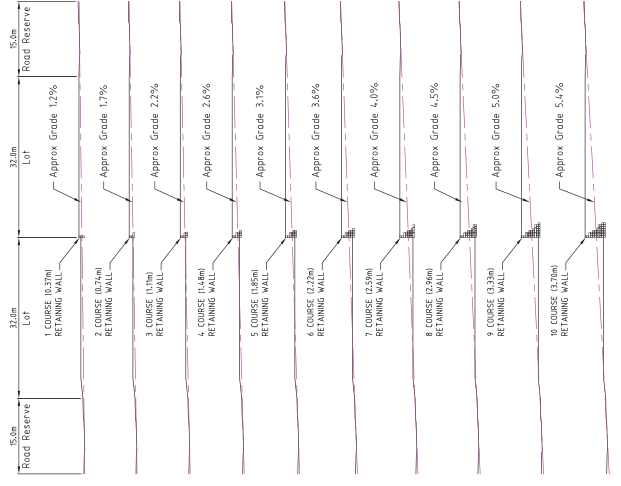 15.0m
Road Reserve
32.0m
Lot
32.0m
Lot
15.0m
Road Reserve
Approx Grade 1.2%
1 COURSE (0.37m)
RETAINING WALL
Approx Grade 1.7%
2 COURSE (0.74m)
RETAINING WALL
Approx Grade 2.2%
3 COURSE (1.11m)
RETAINING WALL
Approx Grade 2.6%
4 COURSE (1.48m)
RETAINING WALL
Approx Grade 3.1%
5 COURSE (1.85m)
RETAINING WALL
Approx Grade 3.6%
6 COURSE (2.22m)
RETAINING WALL
Approx Grade 4.0%
7 COURSE (2.59m)
RETAINING WALL
Approx Grade 4.5%
8 COURSE (2.96m)
RETAINING WALL
Approx Grade 5.0%
9 COURSE (3.33m)
RETAINING WALL
Approx Grade 5.4%
10 COURSE (3.70m)
RETAINING WALL